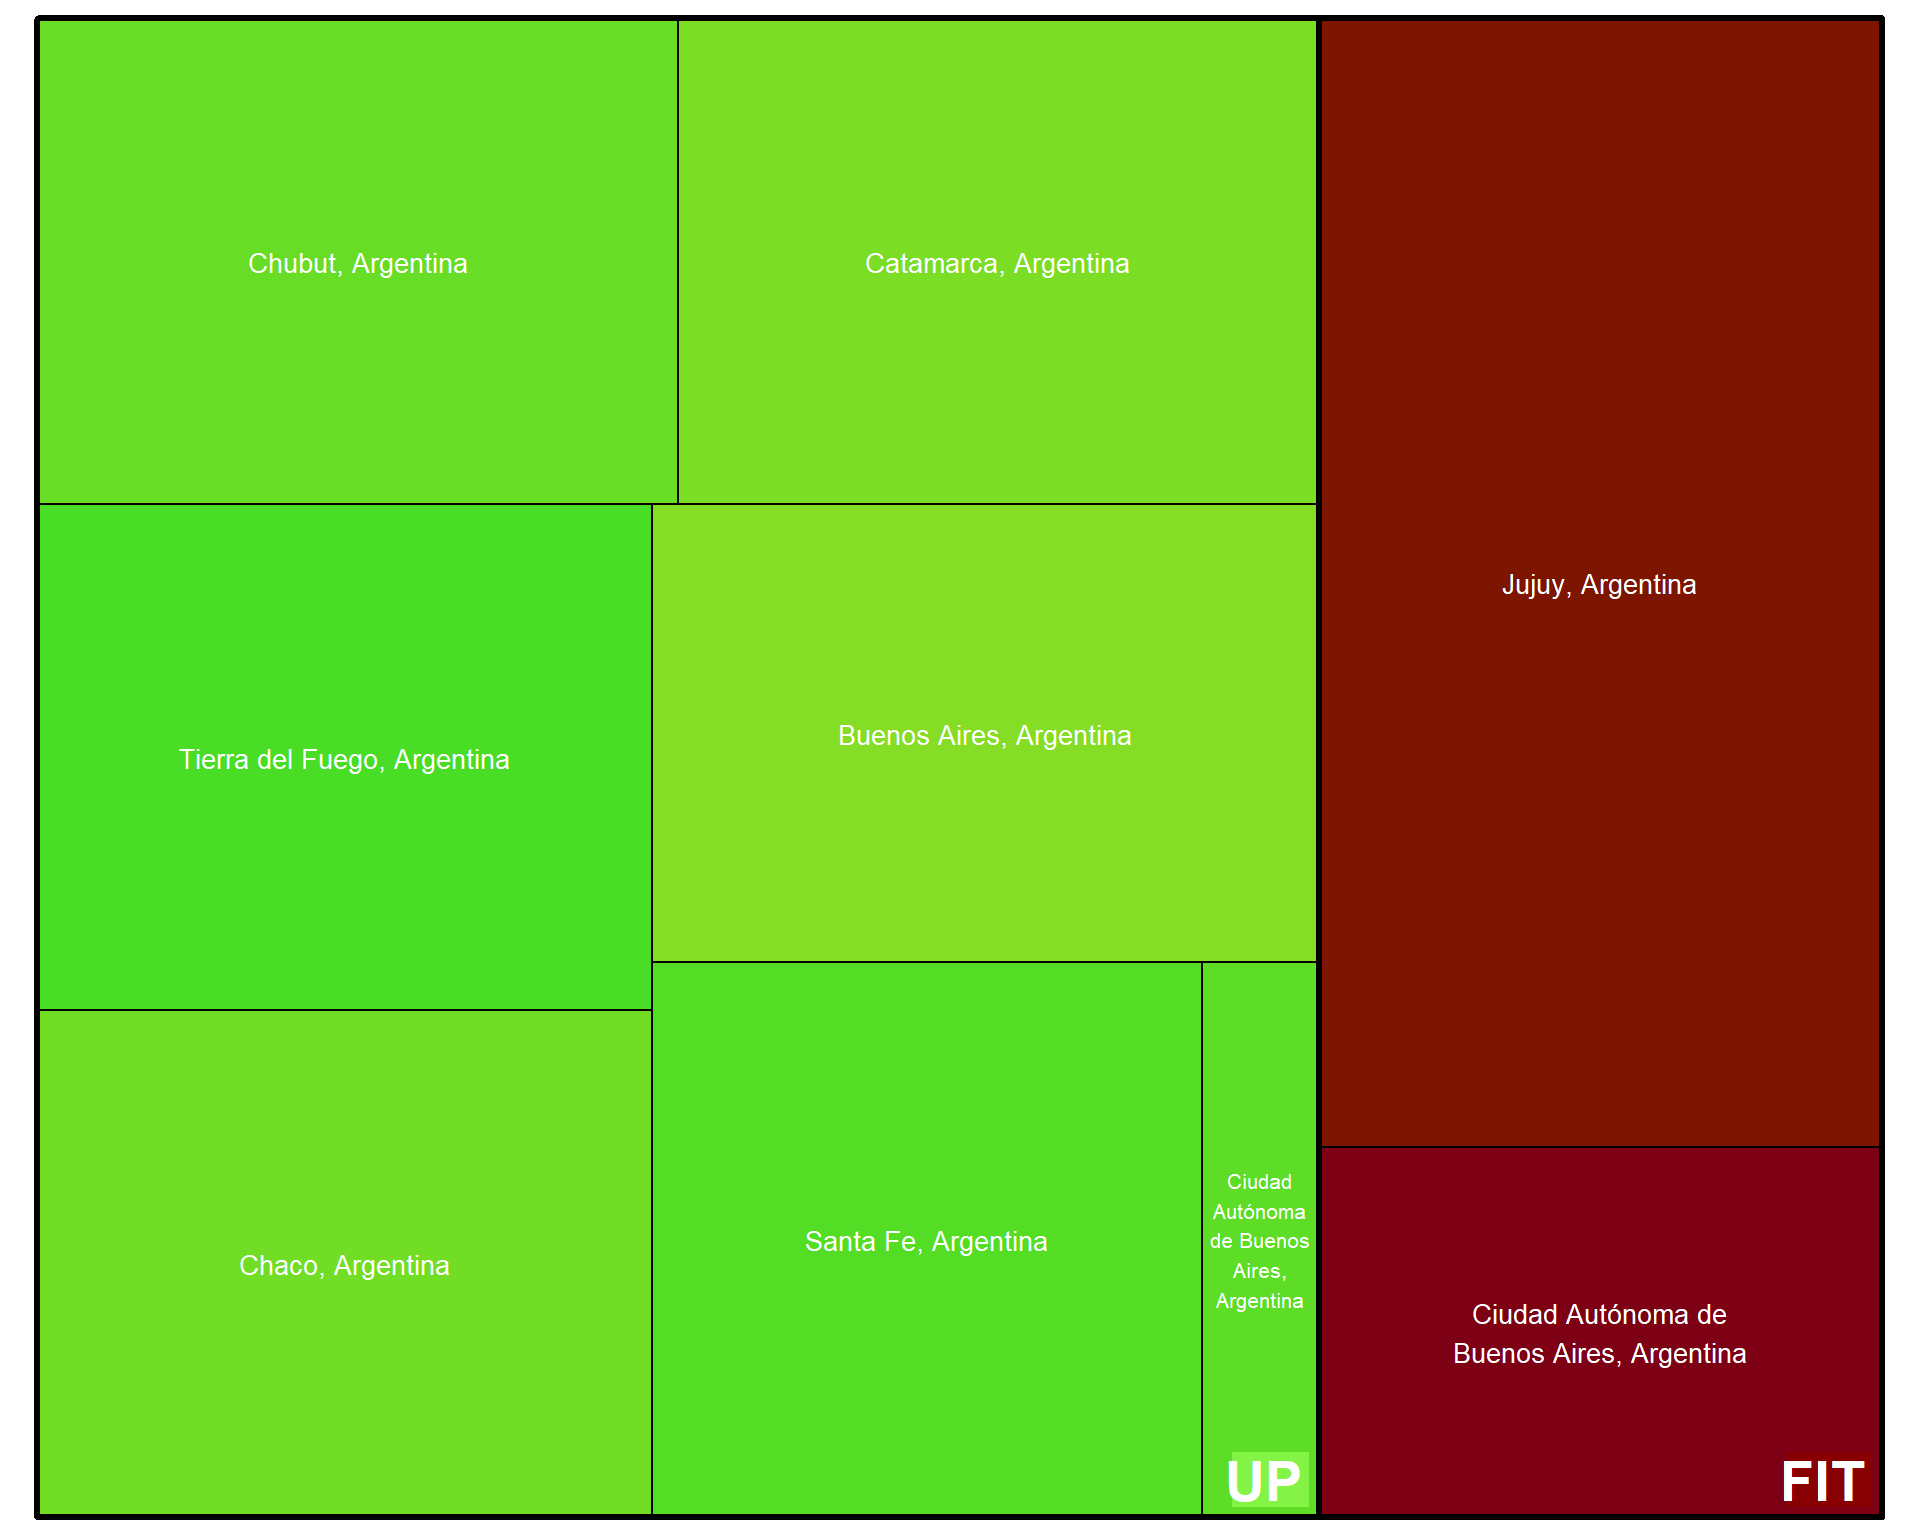 Chubut, Argentina
Catamarca, Argentina
Jujuy, Argentina
Tierra del Fuego, Argentina
Buenos Aires, Argentina
Chaco, Argentina
Santa Fe, Argentina
Ciudad
Autónoma
de Buenos
Aires,
Argentina
Ciudad Autónoma de
Buenos Aires, Argentina
UP
FIT